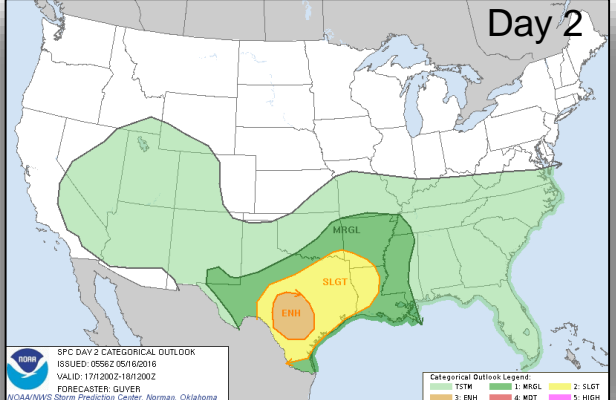 Day 2
MRGL
SLGT
ENH
NOAA
SPC DAY 2 CATEGORICAL OUTLOOK
ISSUED: 0556Z 05/16/2016
VALID: 17/1200Z-18/1200Z
FORECASTER: GUYER
NOAA/NWS Storm Prediction Center, Norman, Oklahoma
Categorical Outlook Legend:
TSTM 1: MRGL 2: SLGT
3: ENH 4: MDT 5: HIGH